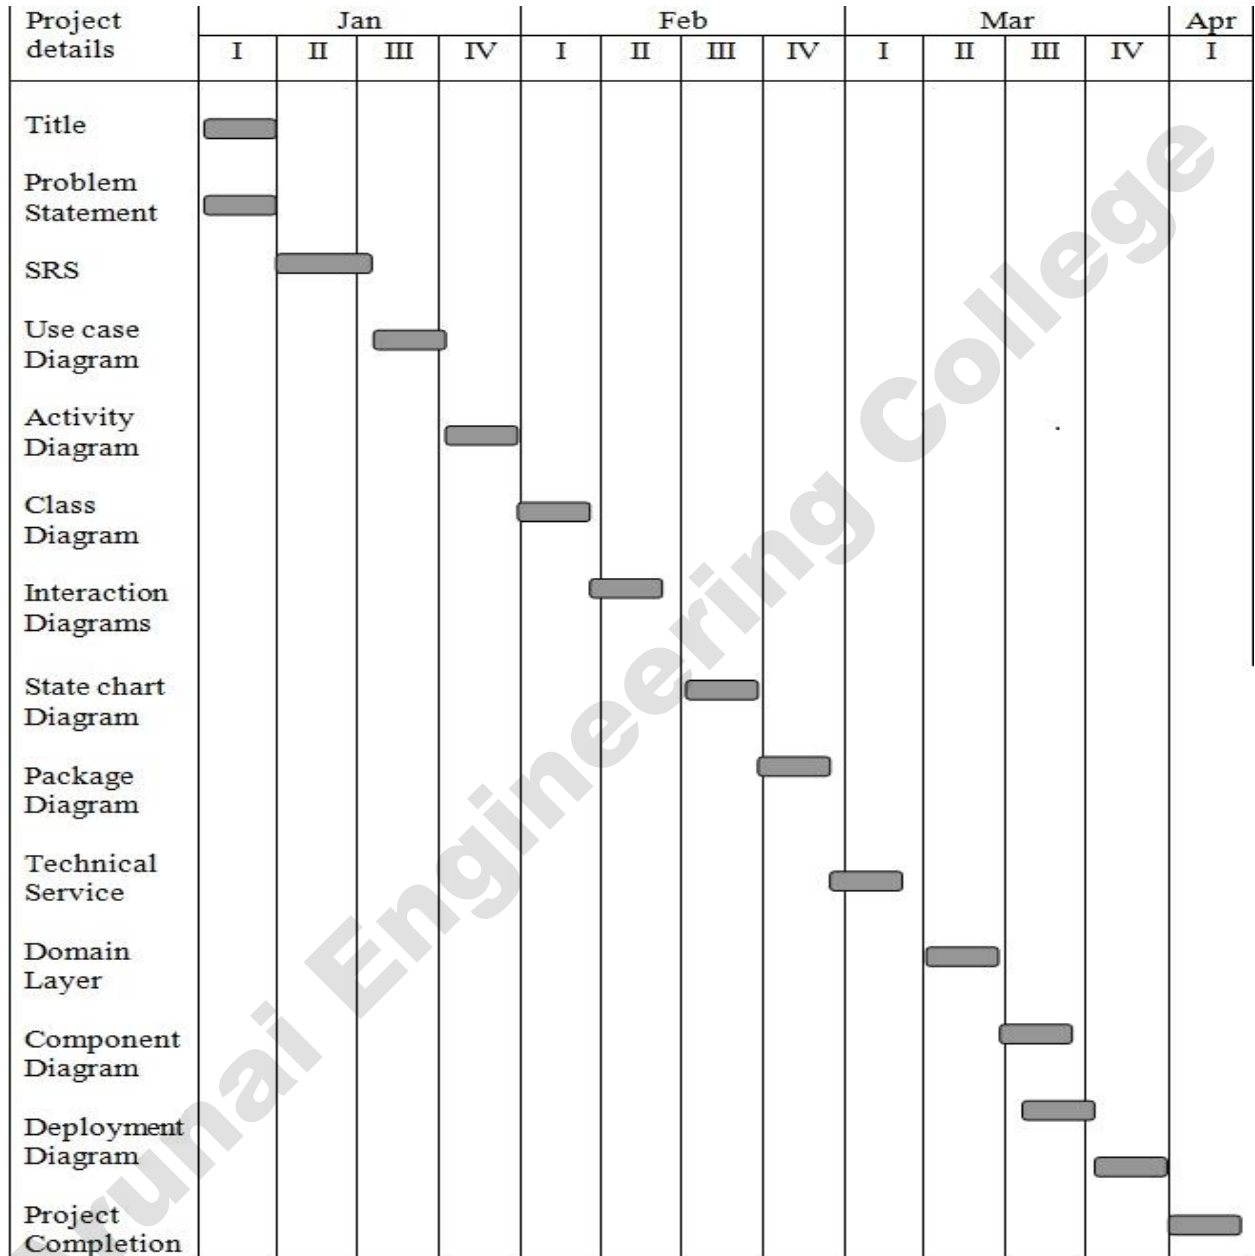 Project
details
Jan
Feb
Mar
Apr
I
II
III
IV
I
II
III
IV
I
II
III
IV
I
Title
Problem
Statement
SRS
Use case
Diagram
Activity
Diagram
Class
Diagram
Interaction
Diagrams
State chart
Diagram
Package
Diagram
Technical
Service
Domain
Layer
Component
Diagram
Deployment
Diagram
Project
Completion
Engineering College